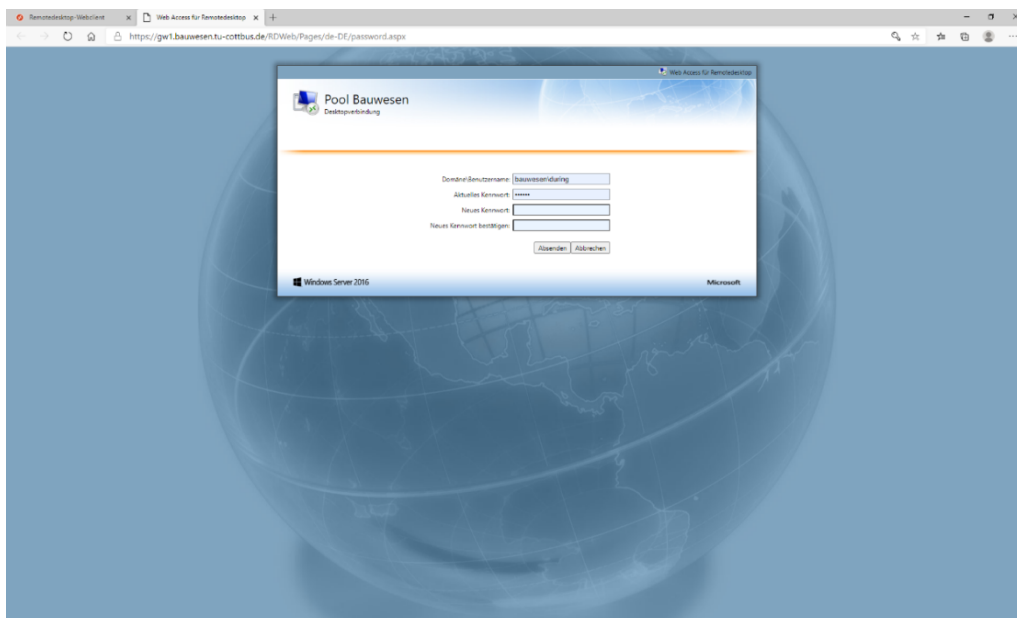 Remotedesktop-Webclient
Web Access für Remotedesktop
https://gw1.bauwesen.tu-cottbus.de/RDWeb/Pages/de-DE/password.aspx
Web Access für Remotedesktop
Pool Bauwesen
Desktopverbindung
Domäne\Benutzername: bauwesen\during
Aktuelles Kennwort: ••••••
Neues Kennwort:
Neues Kennwort bestätigen:
Absenden Abbrechen
Windows Server 2016
Microsoft